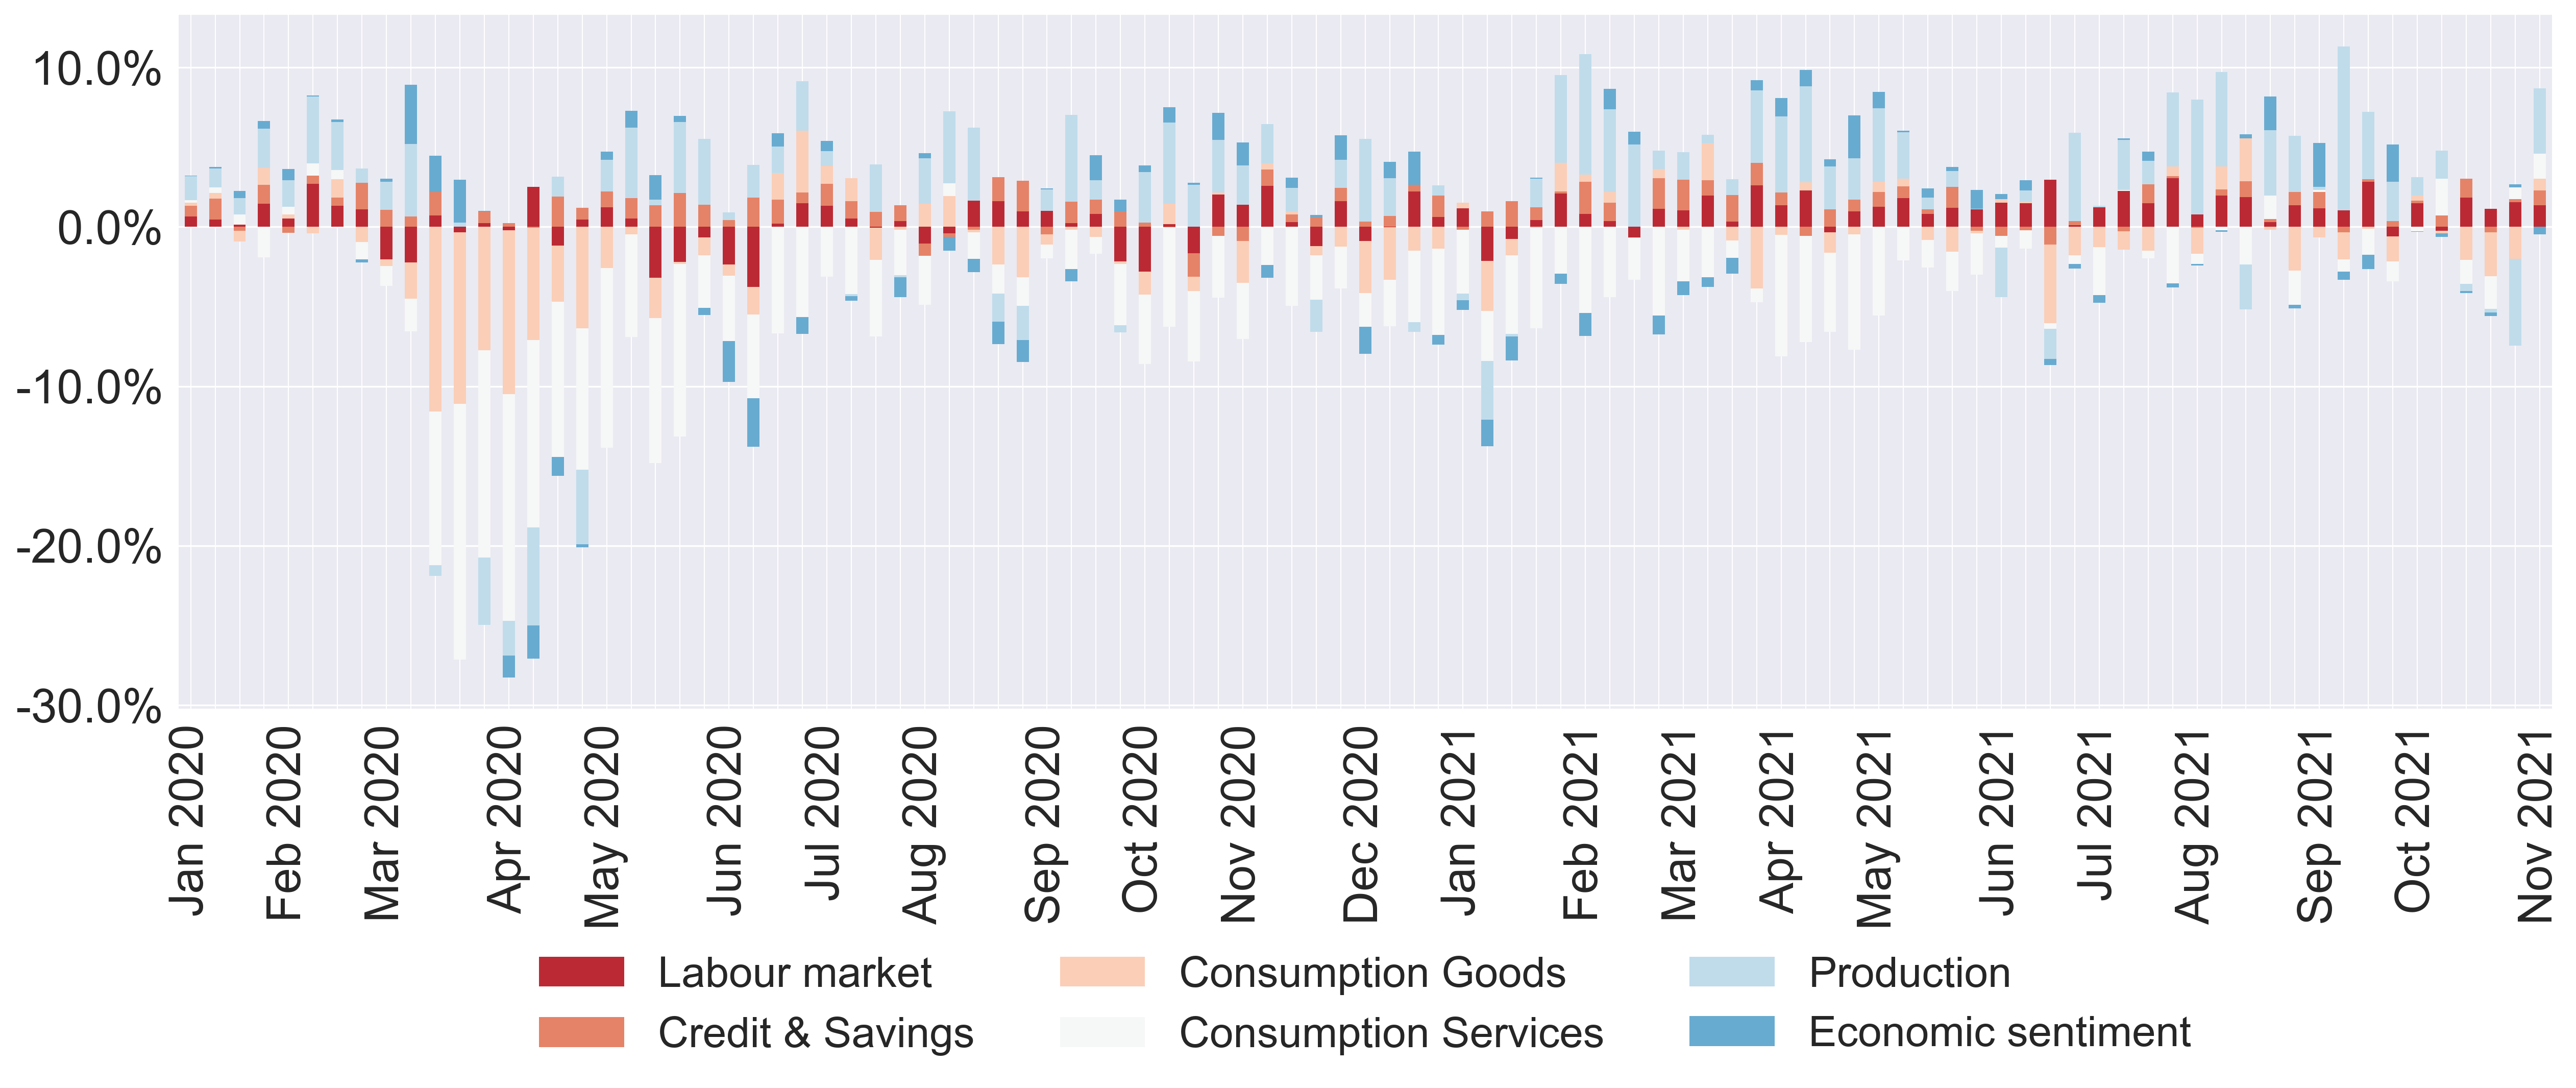 10.0%
0.0%
-10.0%
-20.0%
-30.0%
Jan 2020
Feb 2020
Mar 2020
Apr 2020
May 2020
Jun 2020
Jul 2020
Aug 2020
Sep 2020
Oct 2020
Nov 2020
Dec 2020
Jan 2021
Feb 2021
Mar 2021
Apr 2021
May 2021
Jun 2021
Jul 2021
Aug 2021
Sep 2021
Oct 2021
Nov 2021
Labour market
Consumption Goods
Production
Credit & Savings
Consumption Services
Economic sentiment